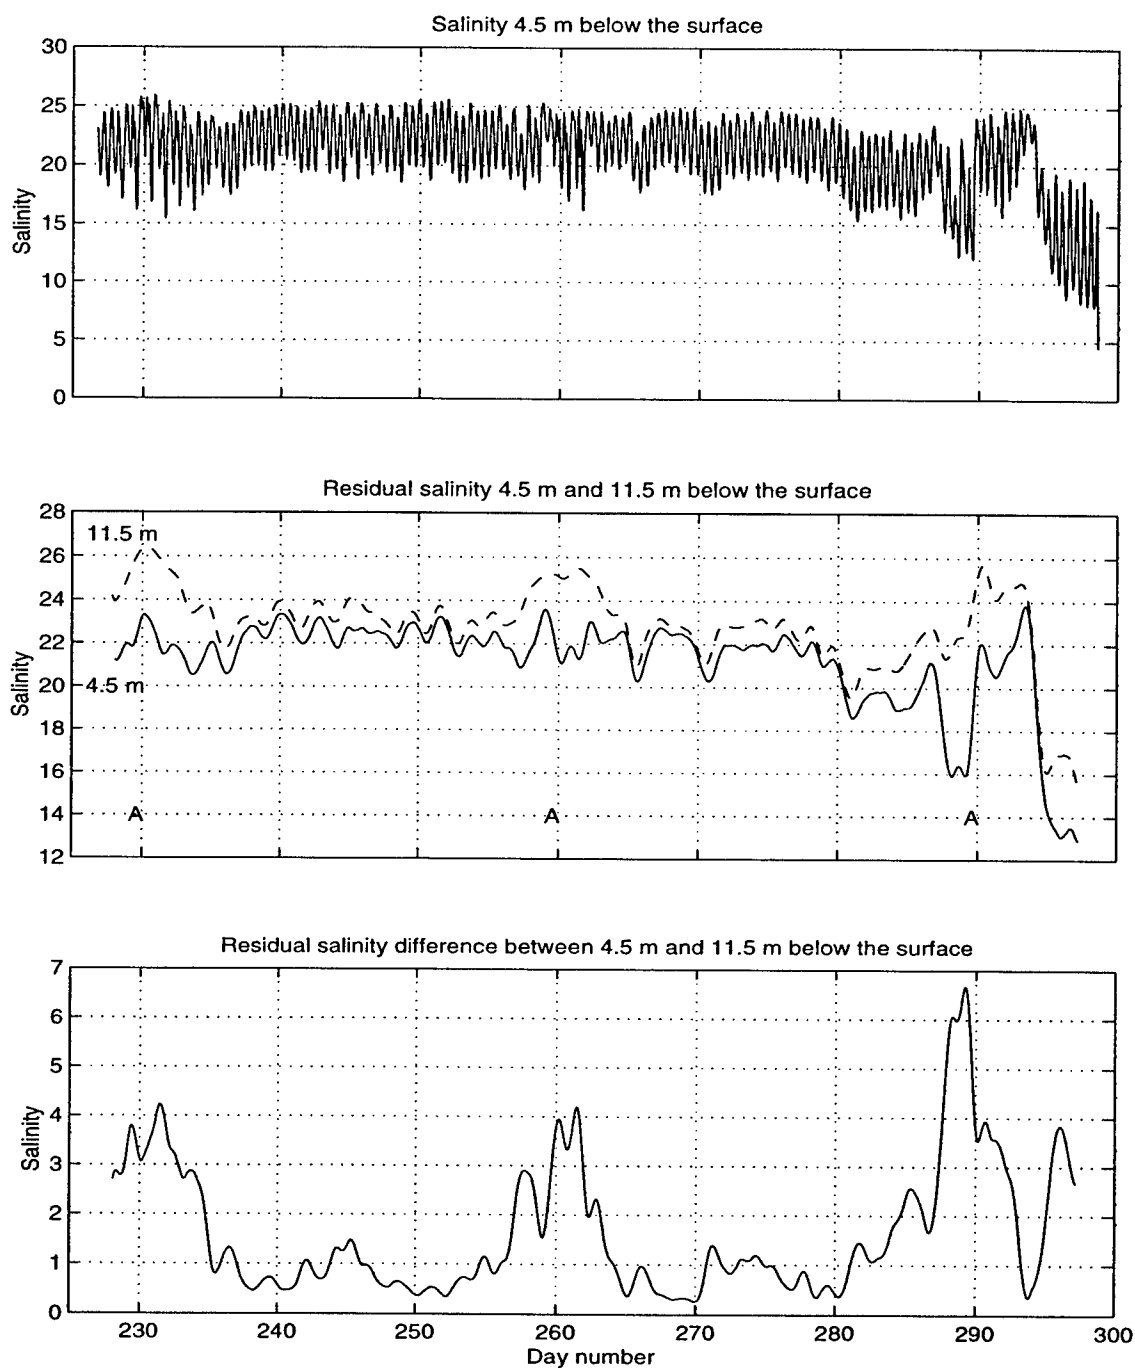 Salinity 4.5 m below the surface
30
25
20
15
10
5
0
Salinity
Residual salinity 4.5 m and 11.5 m below the surface
28
26
24
22
20
18
16
14
12
Salinity
11.5 m
4.5 m
A A A
Residual salinity difference between 4.5 m and 11.5 m below the surface
7
6
5
4
3
2
1
0
Salinity
230 240 250 260 270 280 290 300
Day number